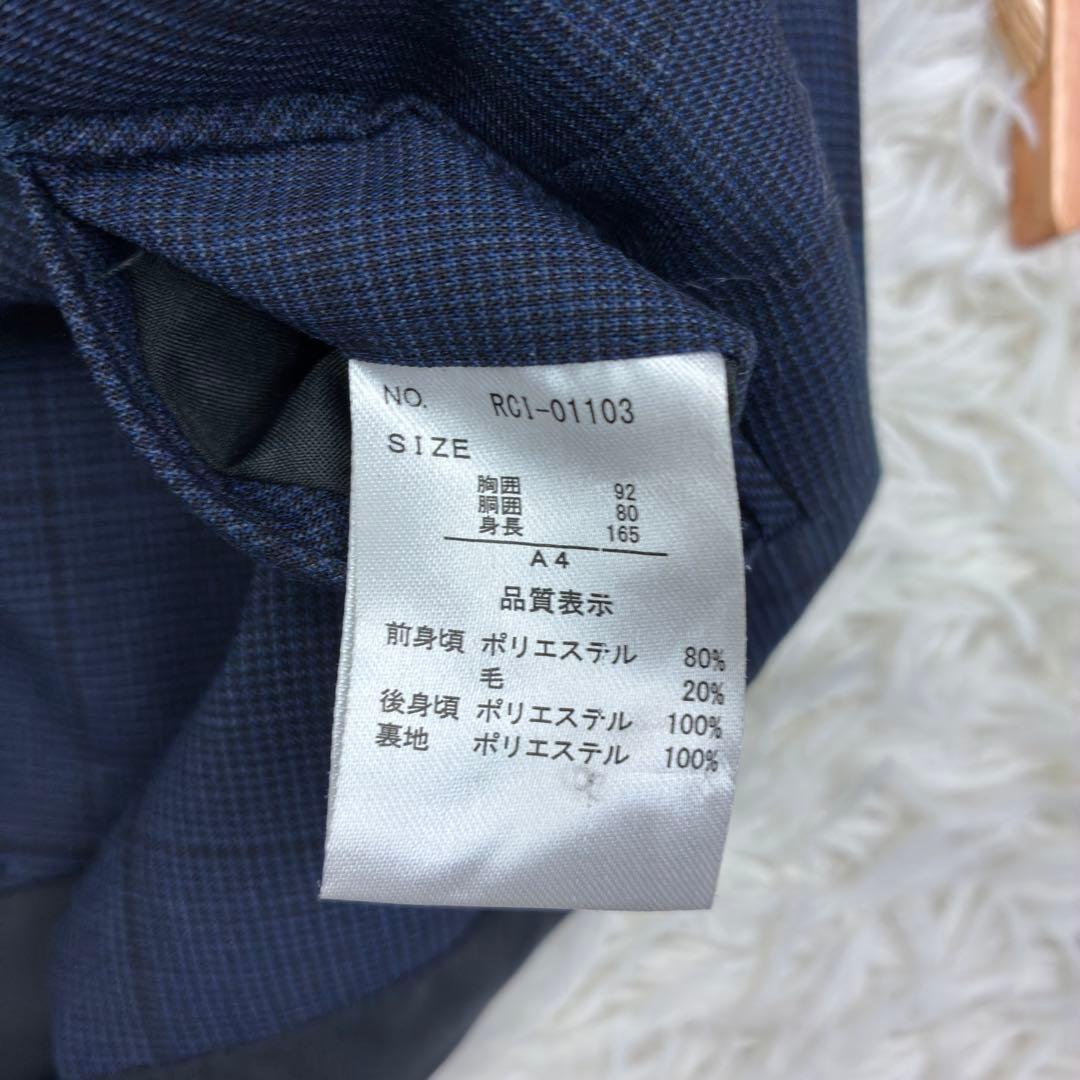 NO. RCI-01103
SIZE
胸囲 92
胴囲 80
身長 165
A4
品質表示
前身頃 ポリエステル 80%
毛 20%
後身頃 ポリエステル 100%
裏地 ポリエステル 100%